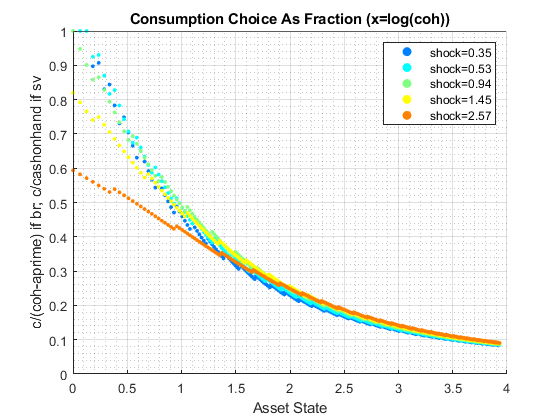 Consumption Choice As Fraction (x=log(coh))
c/(coh-aprime) if br, c/cashonhand if sv
1
0.9
0.8
0.7
0.6
0.5
0.4
0.3
0.2
0.1
0
shock=0.35
shock=0.53
shock=0.94
shock=1.45
shock=2.57
0 0.5 1 1.5 2 2.5 3 3.5 4
Asset State